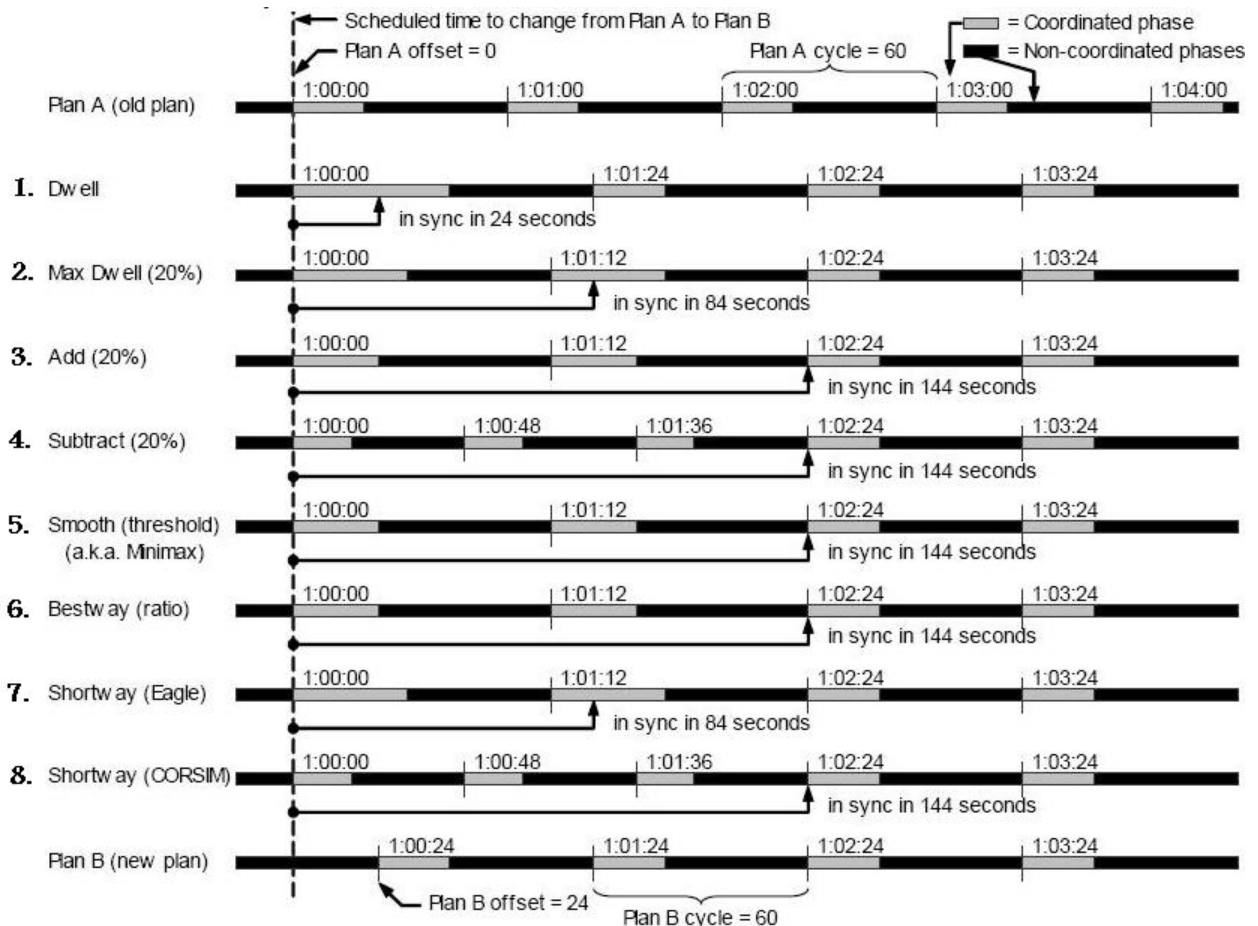 Scheduled time to change from Plan A to Plan B
Plan A offset = 0
Plan A cycle = 60
= Coordinated phase
= Non-coordinated phases
Plan A (old plan)
1:00:00
1:01:00
1:02:00
1:03:00
1:04:00
1. Dwell
1:00:00
1:01:24
1:02:24
1:03:24
in sync in 24 seconds
2. Max Dwell (20%)
1:00:00
1:01:12
1:02:24
1:03:24
in sync in 84 seconds
3. Add (20%)
1:00:00
1:01:12
1:02:24
1:03:24
in sync in 144 seconds
4. Subtract (20%)
1:00:00
1:00:48
1:01:36
1:02:24
1:03:24
in sync in 144 seconds
5. Smooth (threshold)
(a.k.a. Minimax)
1:00:00
1:01:12
1:02:24
1:03:24
in sync in 144 seconds
6. Bestway (ratio)
1:00:00
1:01:12
1:02:24
1:03:24
in sync in 144 seconds
7. Shortway (Eagle)
1:00:00
1:01:12
1:02:24
1:03:24
in sync in 84 seconds
8. Shortway (CORSIM)
1:00:00
1:00:48
1:01:36
1:02:24
1:03:24
in sync in 144 seconds
Plan B (new plan)
1:00:24
1:01:24
1:02:24
1:03:24
Plan B offset = 24
Plan B cycle = 60